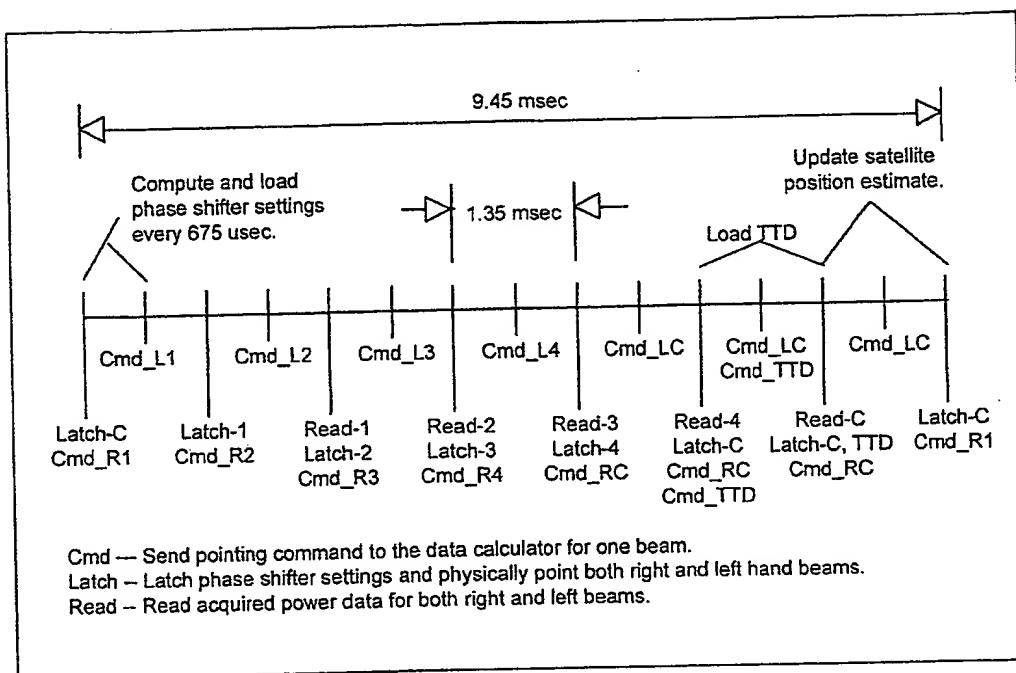 9.45 msec
Compute and load
phase shifter settings
every 675 usec.
1.35 msec
Update satellite
position estimate.
Load TTD
Cmd_L1
Cmd_L2
Cmd_L3
Cmd_L4
Cmd_LC
Cmd_LC
Cmd_TTD
Cmd_LC
Latch-C
Cmd_R1
Latch-1
Cmd_R2
Read-1
Latch-2
Cmd_R3
Read-2
Latch-3
Cmd_R4
Read-3
Latch-4
Cmd_RC
Read-4
Latch-C
Cmd_RC
Cmd_TTD
Read-C
Latch-C, TTD
Cmd_RC
Latch-C
Cmd_R1
Cmd — Send pointing command to the data calculator for one beam.
Latch – Latch phase shifter settings and physically point both right and left hand beams.
Read – Read acquired power data for both right and left beams.